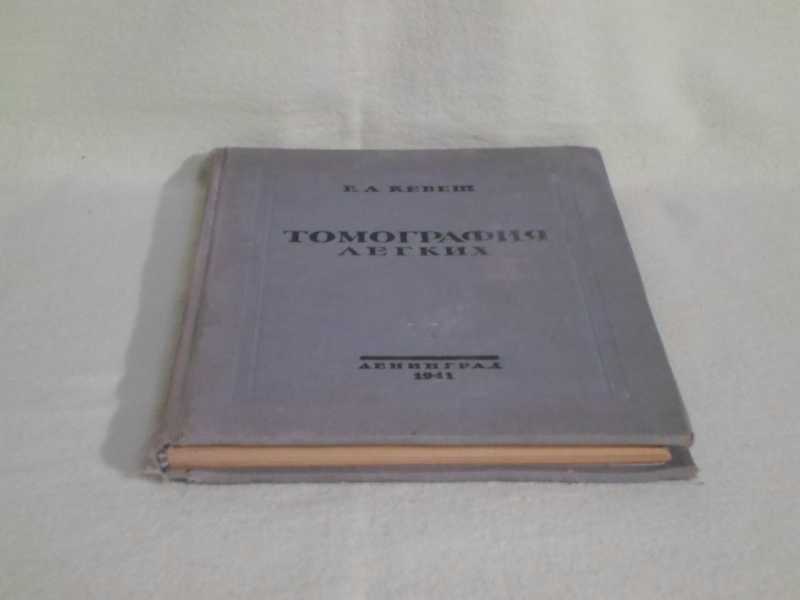 Е. А. КЕВЕШ
ТОМОГРАФИЯ
ЛЕГКИХ
ЛЕНИНГРАД
1941